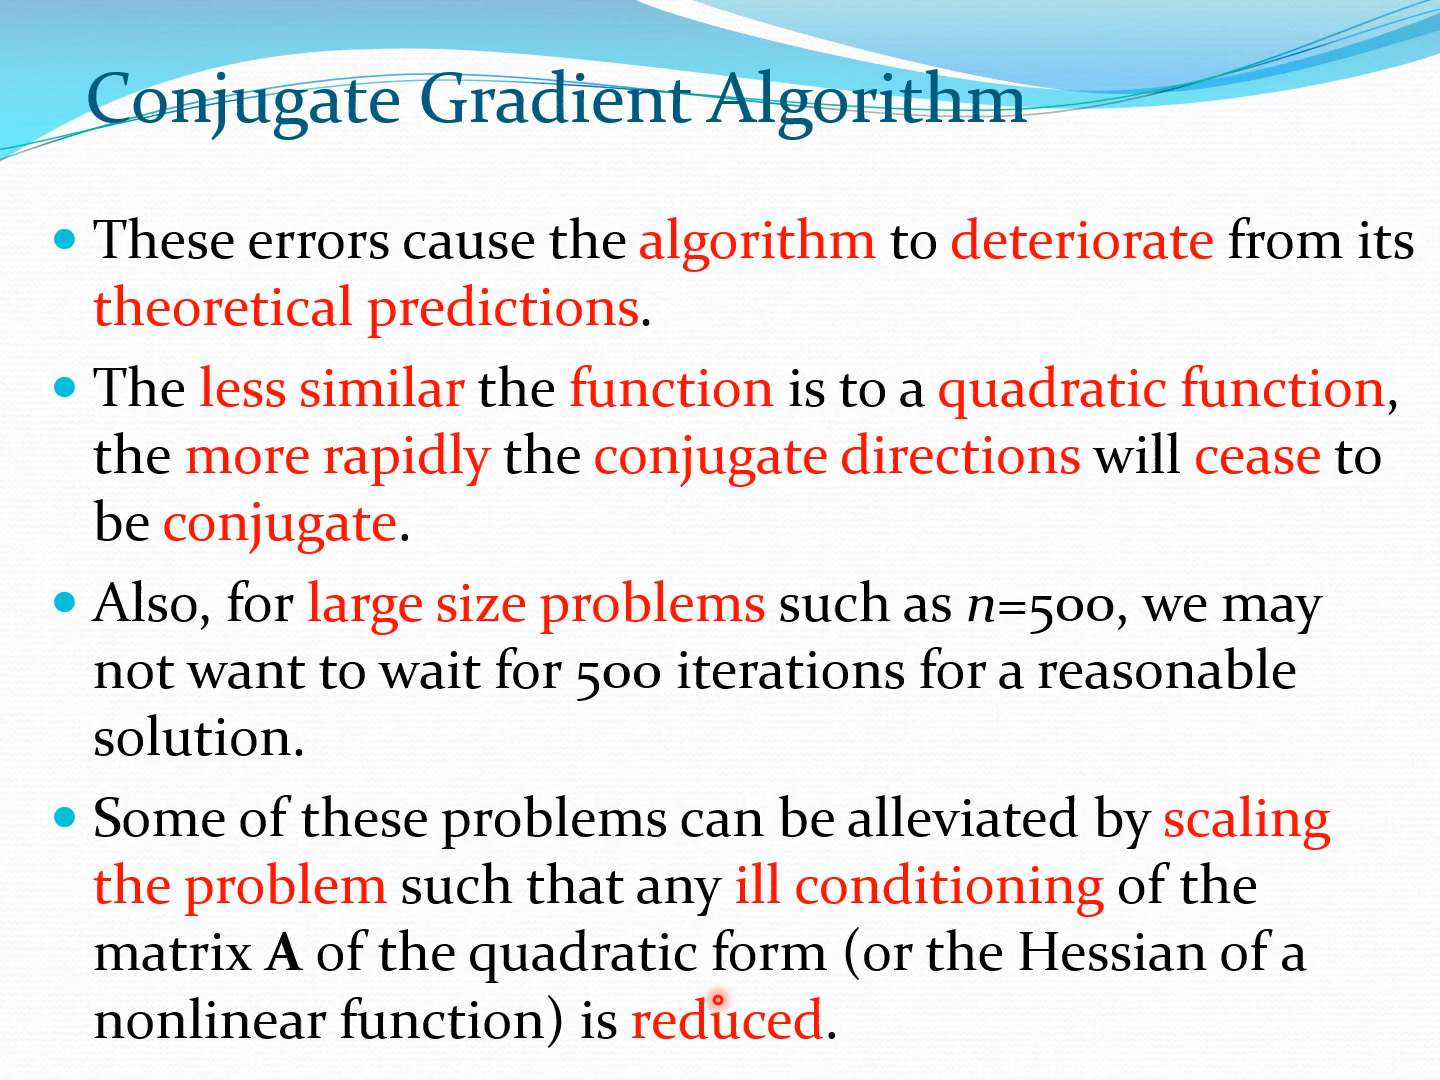 Conjugate Gradient Algorithm
• These errors cause the algorithm to deteriorate from its
theoretical predictions.
• The less similar the function is to a quadratic function,
the more rapidly the conjugate directions will cease to
be conjugate.
• Also, for large size problems such as n=500, we may
not want to wait for 500 iterations for a reasonable
solution.
• Some of these problems can be alleviated by scaling
the problem such that any ill conditioning of the
matrix A of the quadratic form (or the Hessian of a
nonlinear function) is reduced.